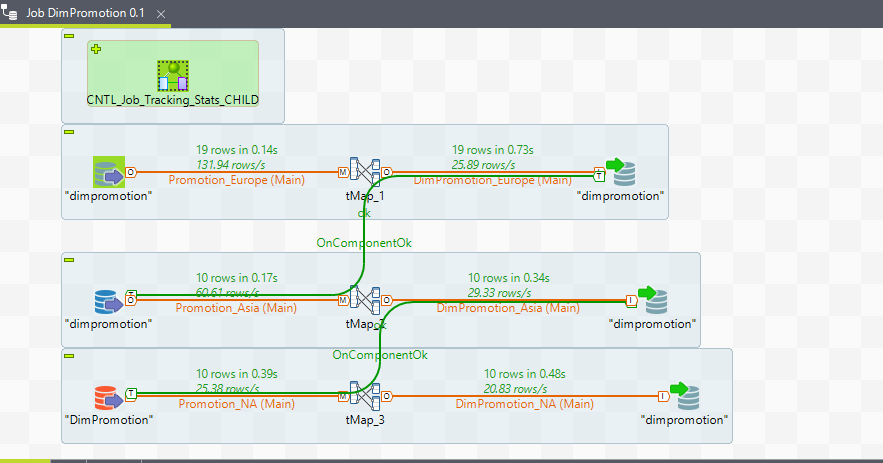 Job DimPromotion 0.1
CNTL_Job_Tracking_Stats_CHILD
19 rows in 0.14s
131.94 rows/s
Promotion_Europe (Main)
19 rows in 0.73s
25.89 rows/s
DimPromotion_Europe (Main)
"dimpromotion"
tMap_1
"dimpromotion"
ok
OnComponentOk
10 rows in 0.17s
60.61 rows/s
Promotion_Asia (Main)
10 rows in 0.34s
29.33 rows/s
DimPromotion_Asia (Main)
"dimpromotion"
tMap_2
"dimpromotion"
ok
OnComponentOk
10 rows in 0.39s
25.38 rows/s
Promotion_NA (Main)
10 rows in 0.48s
20.83 rows/s
DimPromotion_NA (Main)
"DimPromotion"
tMap_3
"dimpromotion"